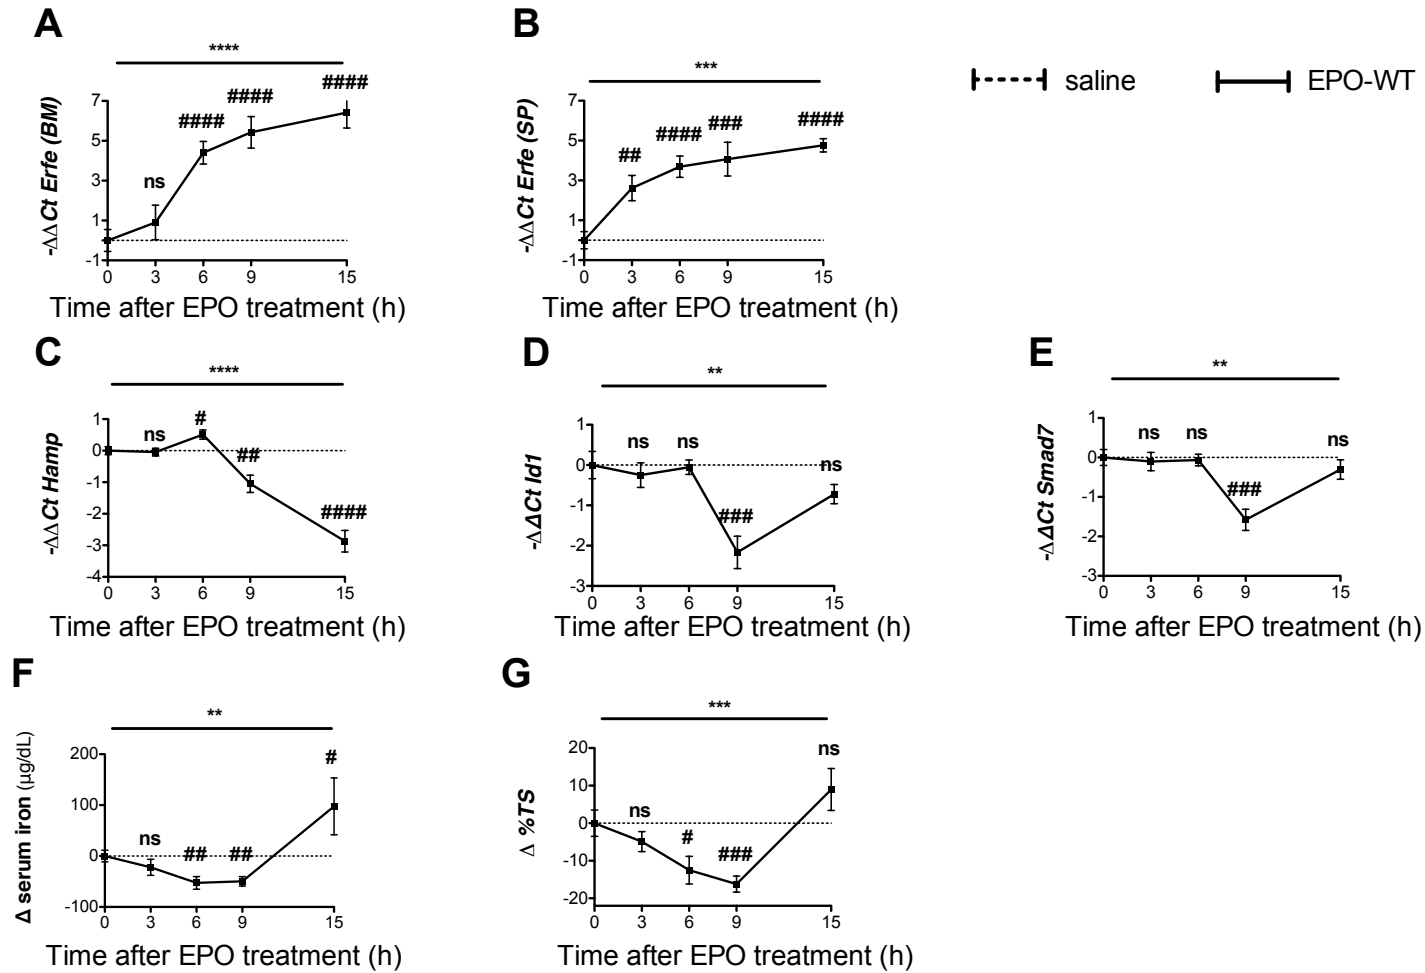 A
B
saline
EPO-WT
****
***
-ΔΔCt Erfe (BM)
7
5
3
1
-1
ns
####
####
####
0
3
6
9
15
Time after EPO treatment (h)
-ΔΔCt Erfe (SP)
7
5
3
1
-1
##
####
###
####
0
3
6
9
15
Time after EPO treatment (h)
C
D
E
****
-ΔΔCt Hamp
1
0
-1
-2
-3
-4
ns
#
##
####
0
3
6
9
15
Time after EPO treatment (h)
**
-ΔΔCt Id1
1
0
-1
-2
-3
ns
ns
###
ns
0
3
6
9
15
Time after EPO treatment (h)
**
-ΔΔCt Smad7
1
0
-1
-2
-3
ns
ns
###
ns
0
3
6
9
15
Time after EPO treatment (h)
F
G
**
Δ serum iron (µg/dL)
200
100
0
-100
ns
##
##
#
0
3
6
9
15
Time after EPO treatment (h)
***
Δ %TS
20
10
0
-10
-20
ns
#
###
ns
0
3
6
9
15
Time after EPO treatment (h)